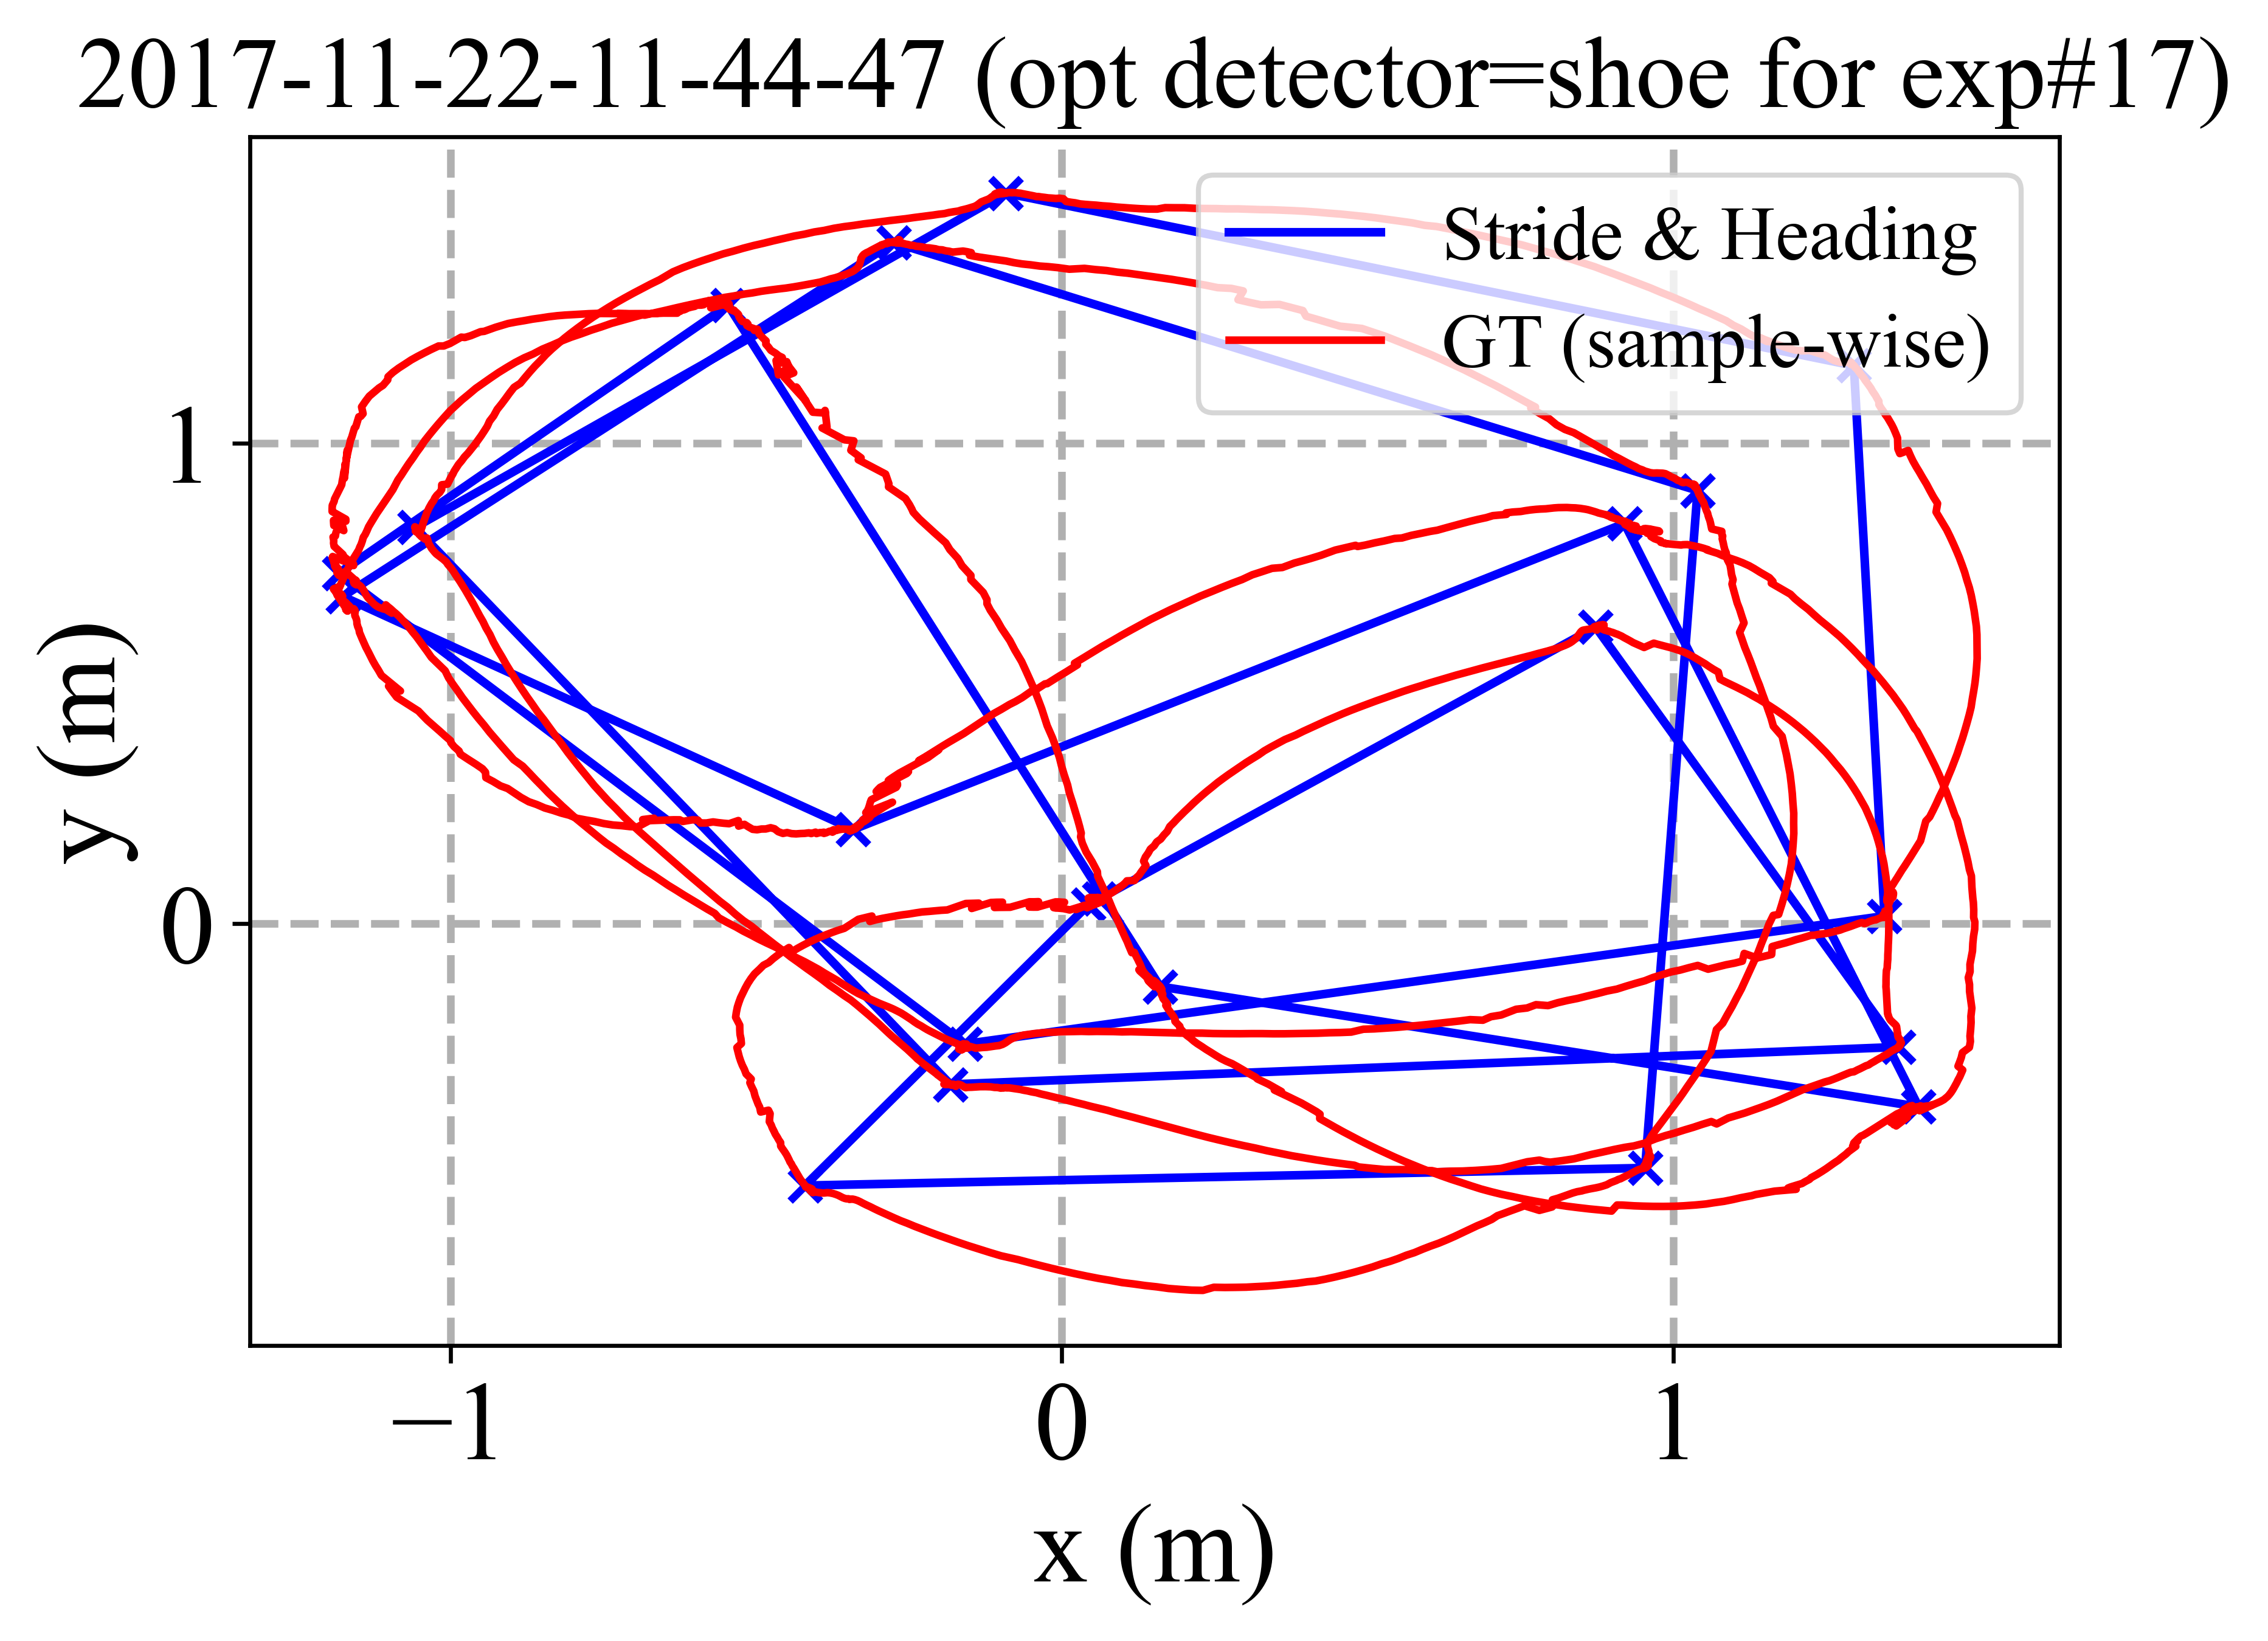 2017-11-22-11-44-47 (opt detector=shoe for exp#17)
Stride & Heading
GT (sample-wise)
y (m)
1
0
−1
0
1
x (m)